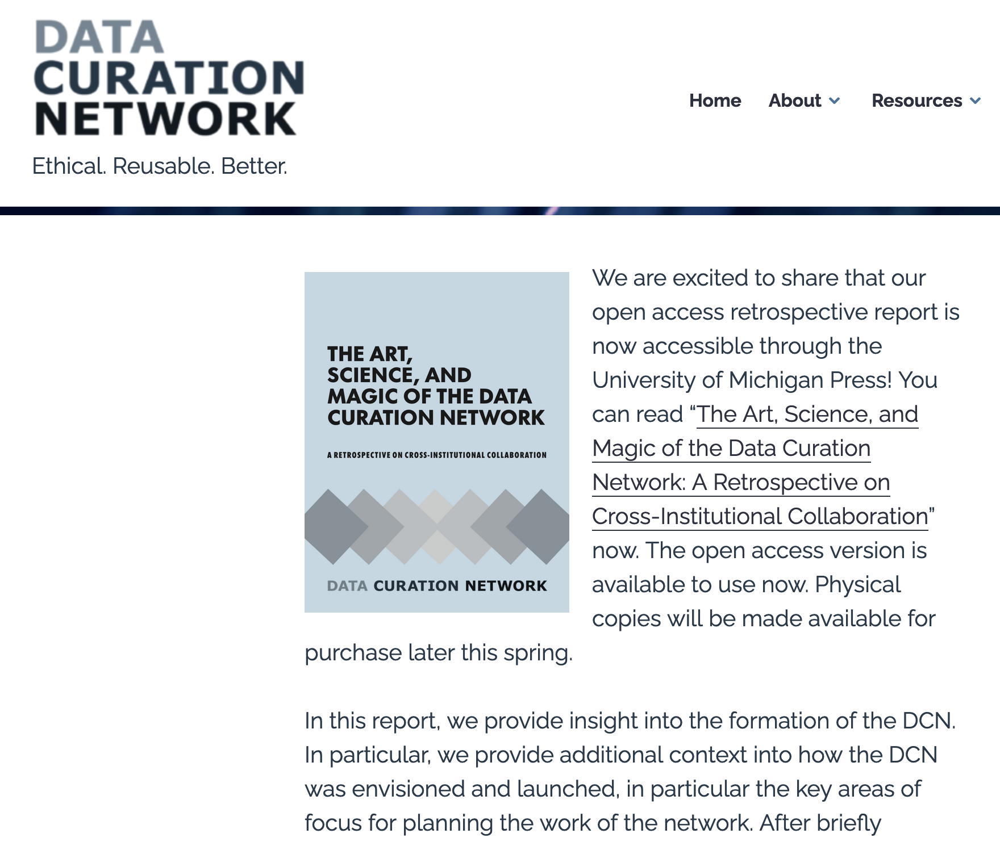 DATA
CURATION
NETWORK
Ethical. Reusable. Better.
Home About Resources
THE ART,
SCIENCE, AND
MAGIC OF THE DATA
CURATION NETWORK
A RETROSPECTIVE ON CROSS-INSTITUTIONAL COLLABORATION
DATA CURATION NETWORK
We are excited to share that our
open access retrospective report is
now accessible through the
University of Michigan Press! You
can read “The Art, Science, and
Magic of the Data Curation
Network: A Retrospective on
Cross-Institutional Collaboration”
now. The open access version is
available to use now. Physical
copies will be made available for
purchase later this spring.
In this report, we provide insight into the formation of the DCN.
In particular, we provide additional context into how the DCN
was envisioned and launched, in particular the key areas of
focus for planning the work of the network. After briefly